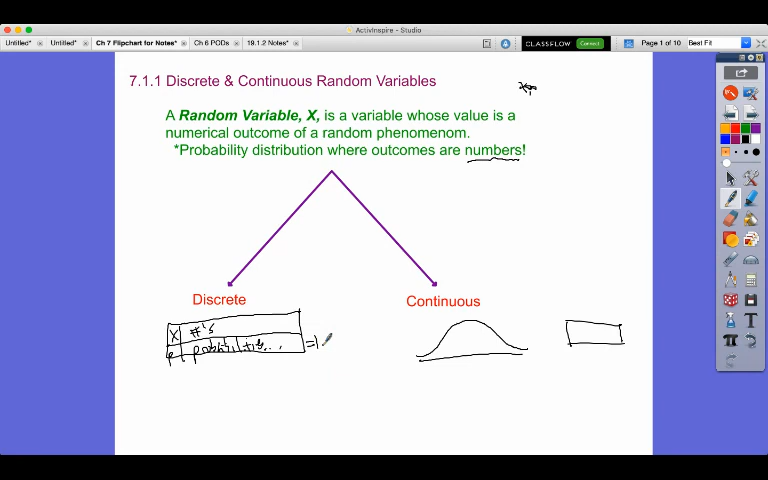 ActivInspire - Studio
Untitled*
Untitled*
Ch 7 Flipchart for Notes*
Ch 6 PODs
19.1.2 Notes*
CLASSFLOW
Connect
Page 1 of 10
Best Fit
7.1.1 Discrete & Continuous Random Variables
A Random Variable, X, is a variable whose value is a
numerical outcome of a random phenomenom.
*Probability distribution where outcomes are numbers!
Discrete
Continuous
X #'s
P probabilities... =1